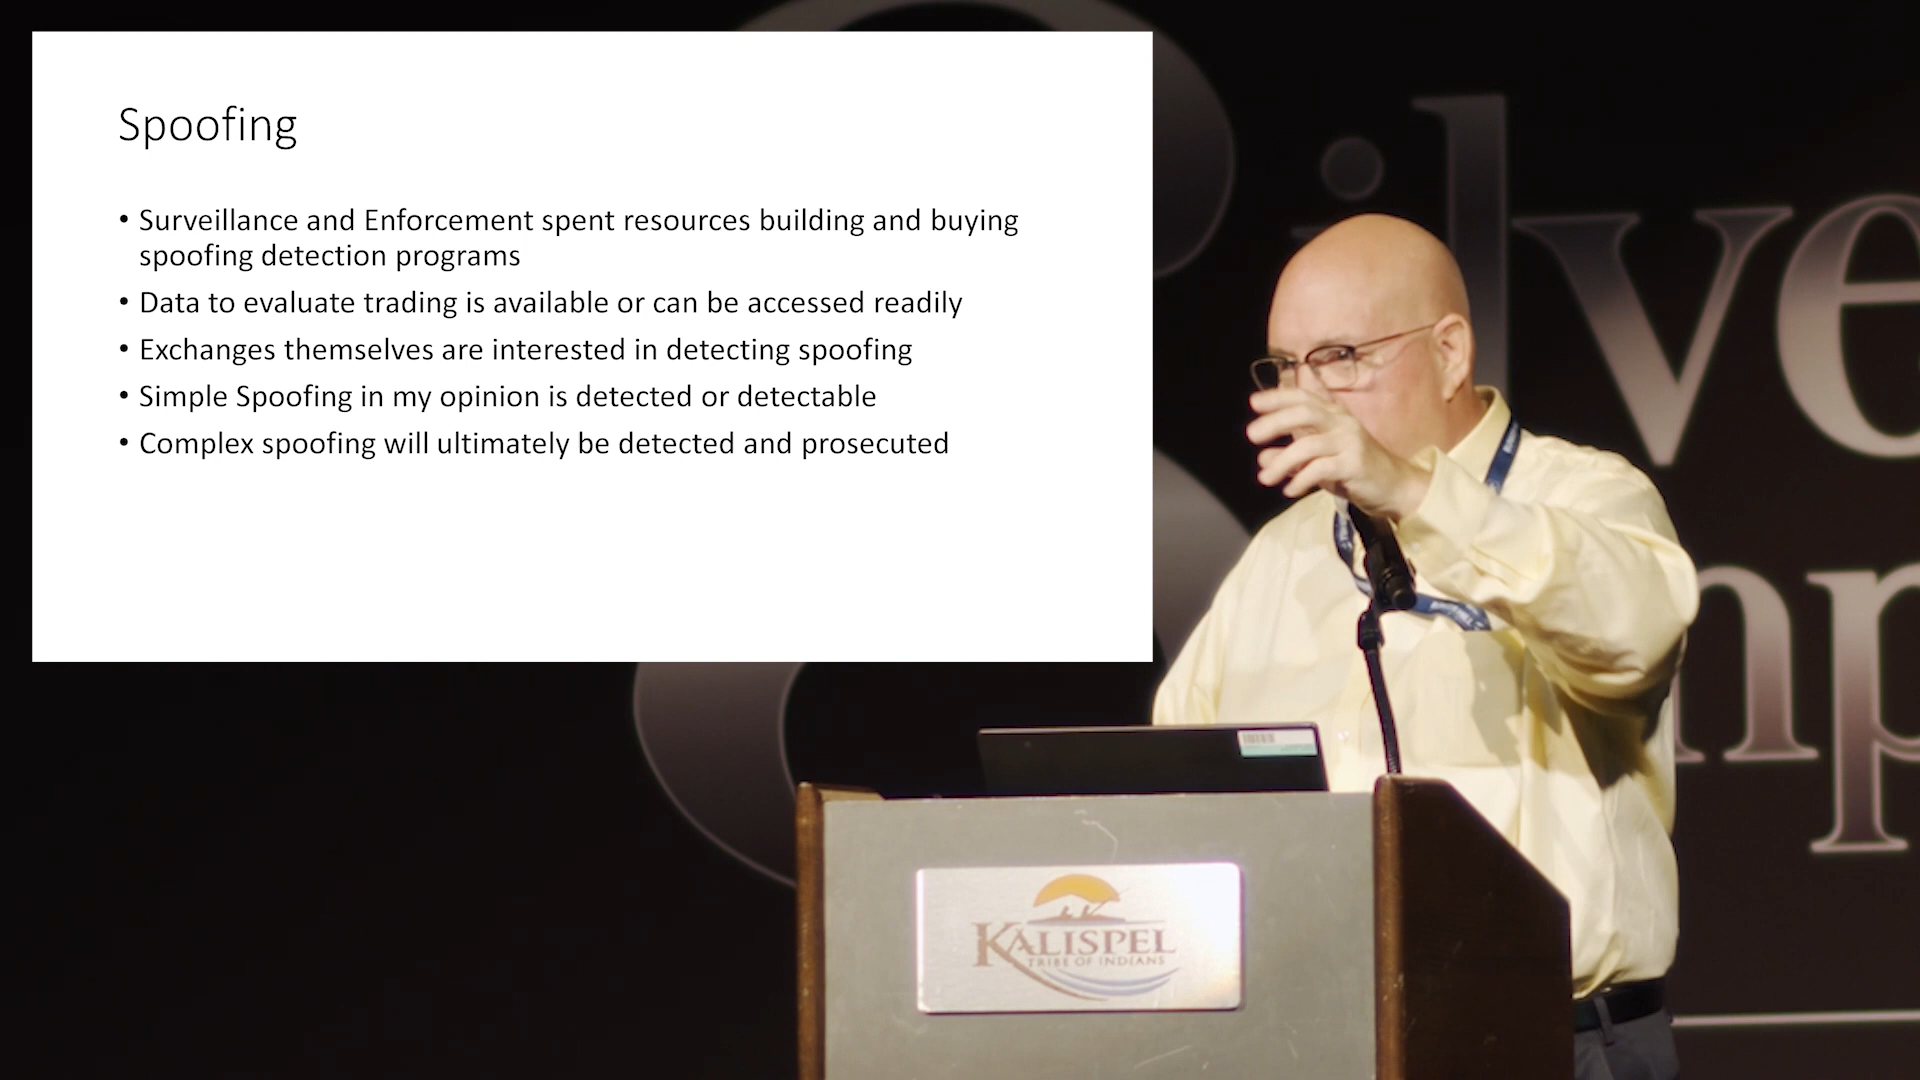 Spoofing
• Surveillance and Enforcement spent resources building and buying
spoofing detection programs
• Data to evaluate trading is available or can be accessed readily
• Exchanges themselves are interested in detecting spoofing
• Simple Spoofing in my opinion is detected or detectable
• Complex spoofing will ultimately be detected and prosecuted
ilve
mp
KALISPEL
TRIBE OF INDIANS